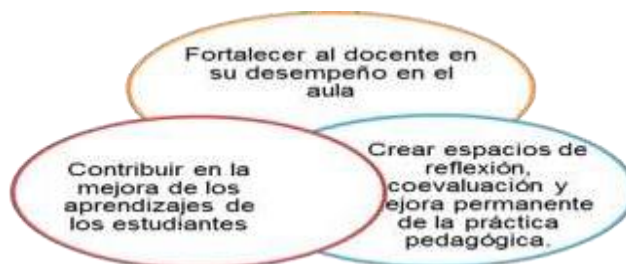 Fortalecer al docente en
su desempeño en el
aula
Contribuir en la
mejora de los
aprendizajes de
los estudiantes
Crear espacios de
reflexión,
coevaluación y
ejora permanente
de la práctica
pedagógica.